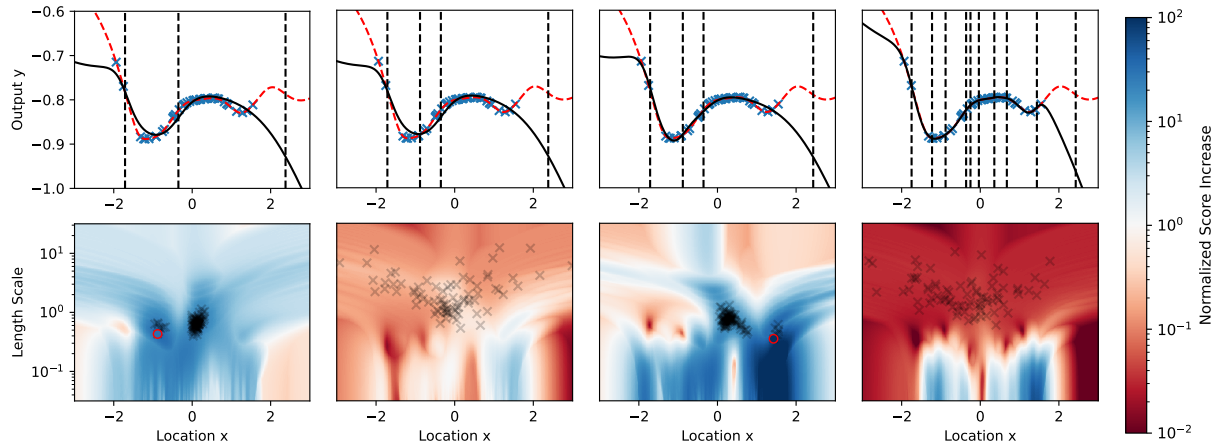 Output y
−0.6
−0.7
−0.8
−0.9
−1.0
−2 0 2
−2 0 2
−2 0 2
−2 0 2
Length Scale
10¹
10⁰
10⁻¹
−2 0 2
−2 0 2
−2 0 2
−2 0 2
Location x
Location x
Location x
Location x
10²
10¹
10⁰
10⁻¹
10⁻²
Normalized Score Increase